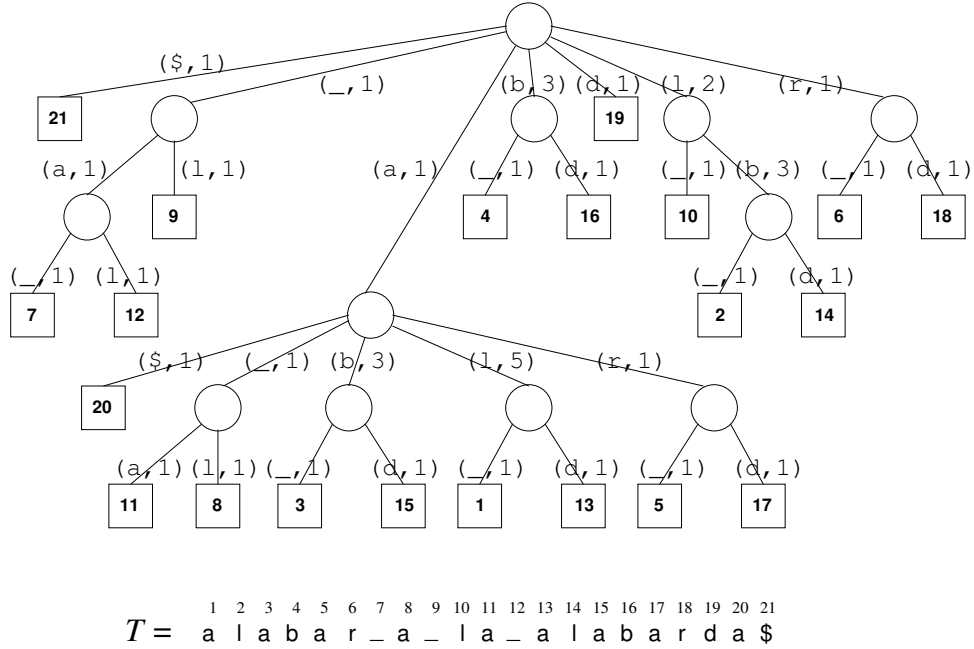 ($,1) (_,1) (b,3) (d,1) (l,2) (r,1)
21 19
(a,1) (l,1) (a,1) (_,1) (d,1) (_,1) (b,3) (_,1) (d,1)
9 4 16 10 6 18
(_,1) (l,1) (_,1) (d,1)
7 12 2 14
($,1) (_,1) (b,3) (l,5) (r,1)
20
(a,1) (l,1) (_,1) (d,1) (_,1) (d,1) (_,1) (d,1)
11 8 3 15 1 13 5 17
1 2 3 4 5 6 7 8 9 10 11 12 13 14 15 16 17 18 19 20 21
T = a l a b a r _ a _ l a _ a l a b a r d a $